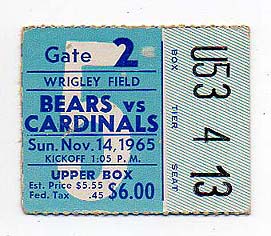 Gate 2
WRIGLEY FIELD
BEARS vs
CARDINALS
Sun. Nov. 14, 1965
KICKOFF 1:05 P. M.
UPPER BOX
Est. Price $5.55
Fed. Tax .45
$6.00
5
BOX TIER SEAT
U53 4 13